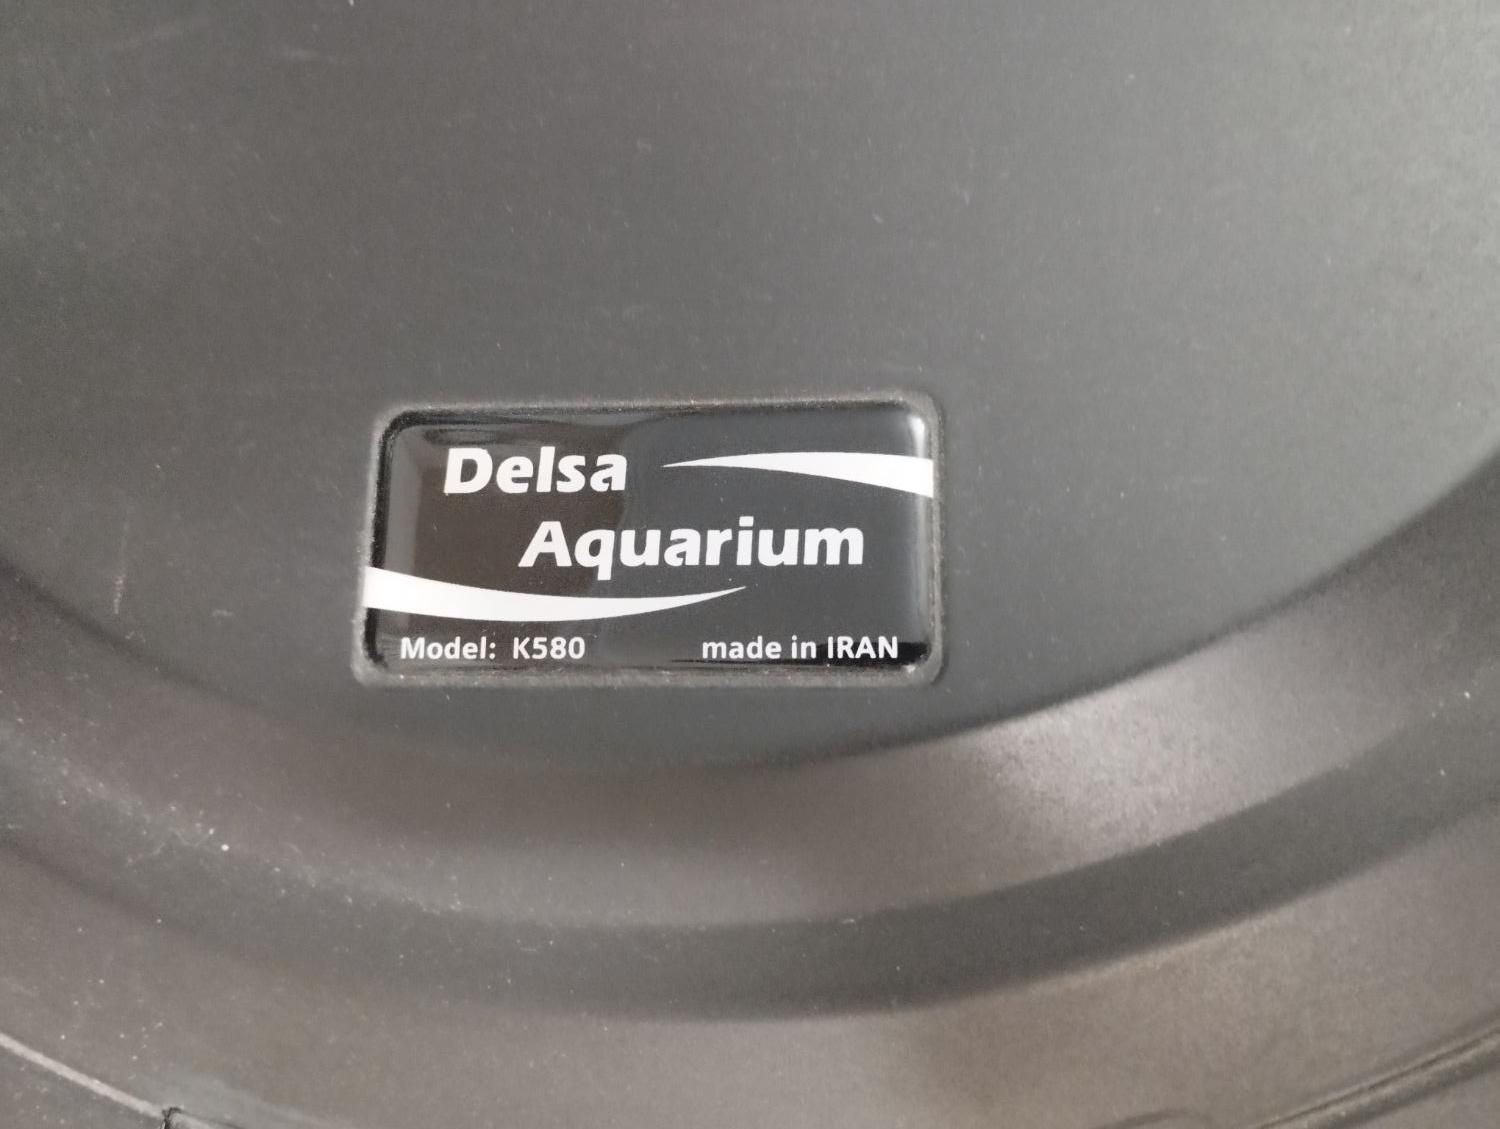 Delsa
Aquarium
Model: K580 made in IRAN